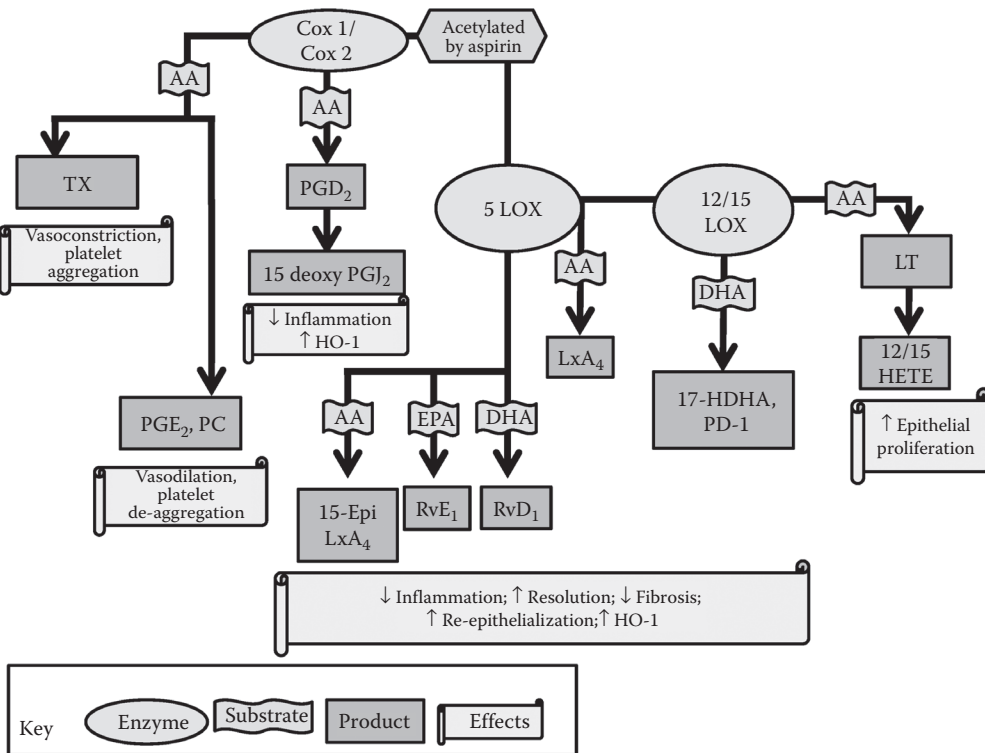 Cox 1/
Cox 2
Acetylated
by aspirin
AA
AA
TX
Vasoconstriction,
platelet
aggregation
PGD₂
15 deoxy PGJ₂
↓ Inflammation
↑ HO-1
PGE₂, PC
Vasodilation,
platelet
de-aggregation
5 LOX
12/15
LOX
AA
AA
DHA
LT
LxA₄
12/15
HETE
17-HDHA,
PD-1
↑ Epithelial
proliferation
AA
EPA
DHA
15-Epi
LxA₄
RvE₁
RvD₁
↓ Inflammation; ↑ Resolution; ↓ Fibrosis;
↑ Re-epithelialization;↑ HO-1
Key
Enzyme
Substrate
Product
Effects